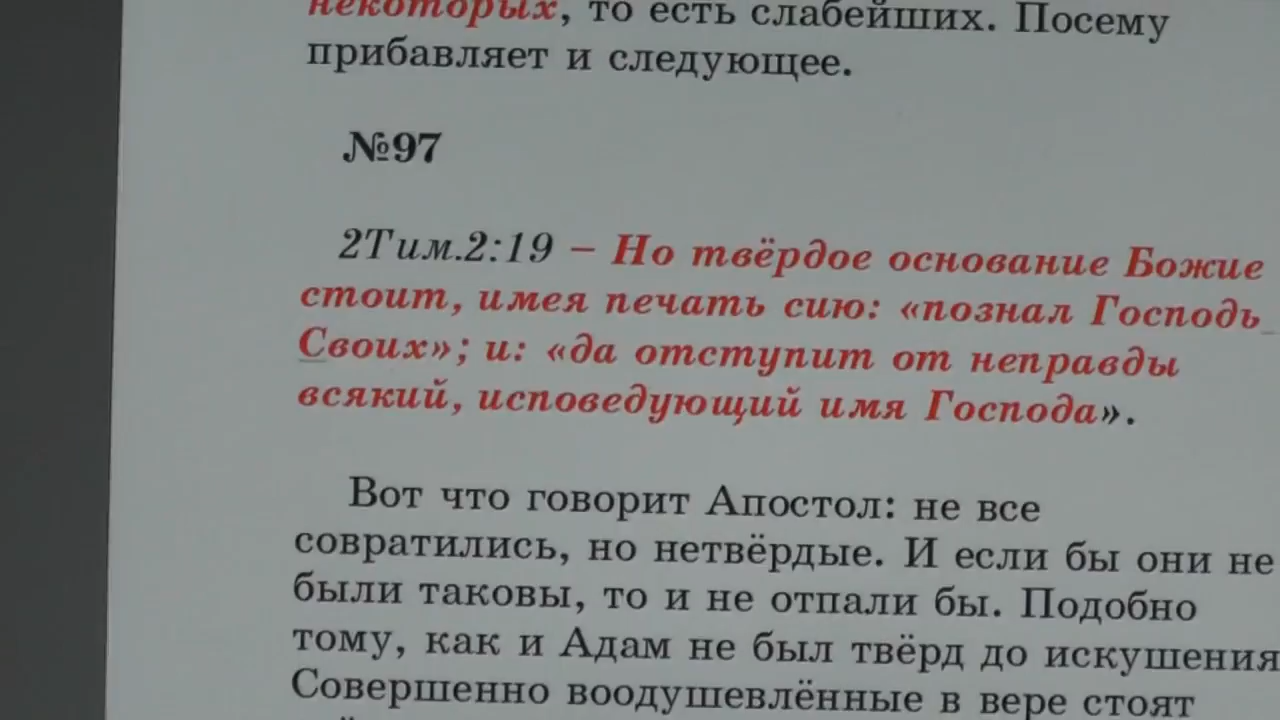 некоторых, то есть слабейших. Посему
прибавляет и следующее.
№97
2Тим.2:19 – Но твёрдое основание Божие
стоит, имея печать сию: «познал Господь
Своих»; и: «да отступит от неправды
всякий, исповедующий имя Господа».
Вот что говорит Апостол: не все
совратились, но нетвёрдые. И если бы они не
были таковы, то и не отпали бы. Подобно
тому, как и Адам не был твёрд до искушения
Совершенно воодушевлённые в вере стоят